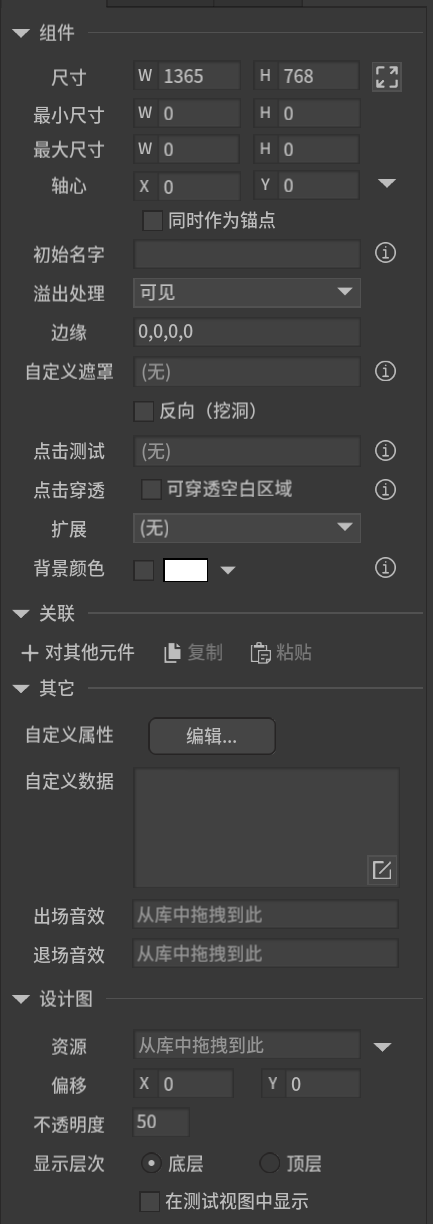 组件
尺寸 W 1365 H 768
最小尺寸 W 0 H 0
最大尺寸 W 0 H 0
轴心 X 0 Y 0
同时作为锚点
初始名字
溢出处理 可见
边缘 0,0,0,0
自定义遮罩 (无)
反向（挖洞）
点击测试 (无)
点击穿透 可穿透空白区域
扩展 (无)
背景颜色
关联
对其他元件 复制 粘贴
其它
自定义属性 编辑...
自定义数据
出场音效 从库中拖拽到此
退场音效 从库中拖拽到此
设计图
资源 从库中拖拽到此
偏移 X 0 Y 0
不透明度 50
显示层次 底层 顶层
在测试视图中显示